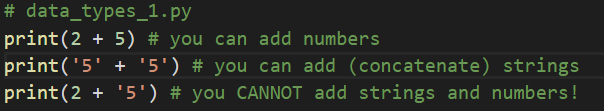 # data_types_1.py
print(2 + 5) # you can add numbers
print('5' + '5') # you can add (concatenate) strings
print(2 + '5') # you CANNOT add strings and numbers!